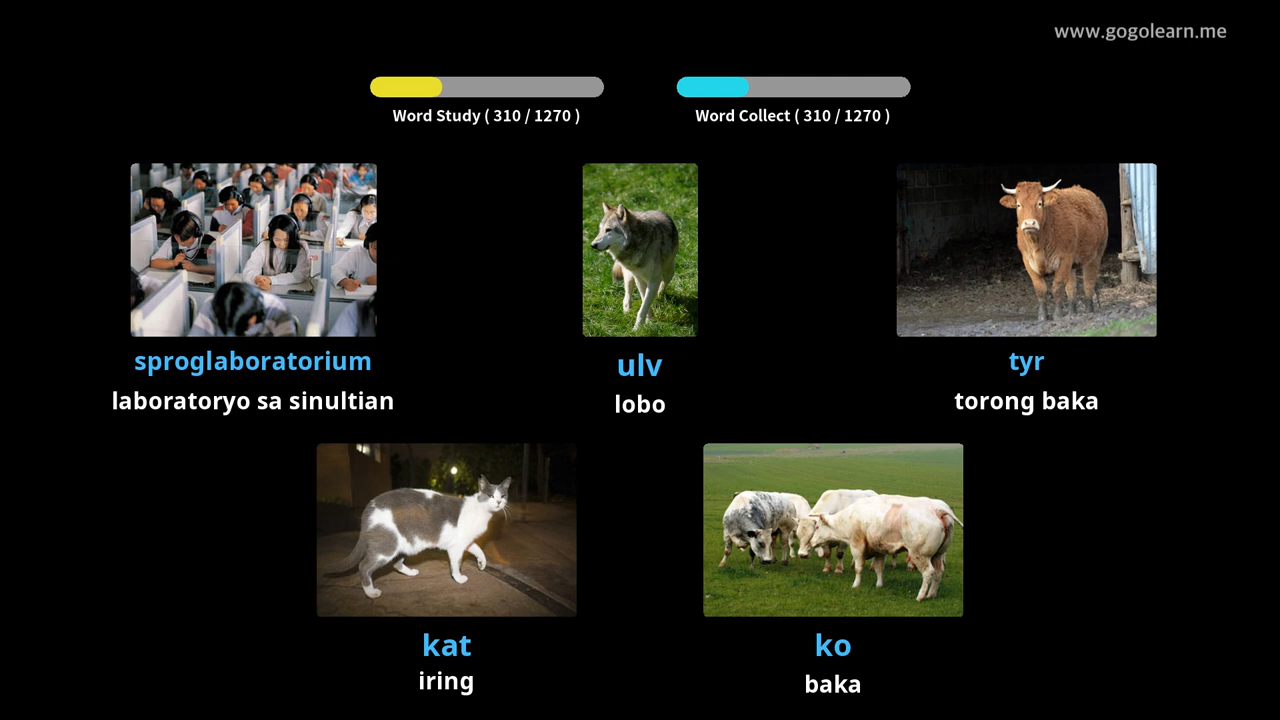 www.gogolearn.me
Word Study ( 310 / 1270 )
Word Collect ( 310 / 1270 )
sproglaboratorium
laboratoryo sa sinultian
ulv
lobo
tyr
torong baka
kat
iring
ko
baka